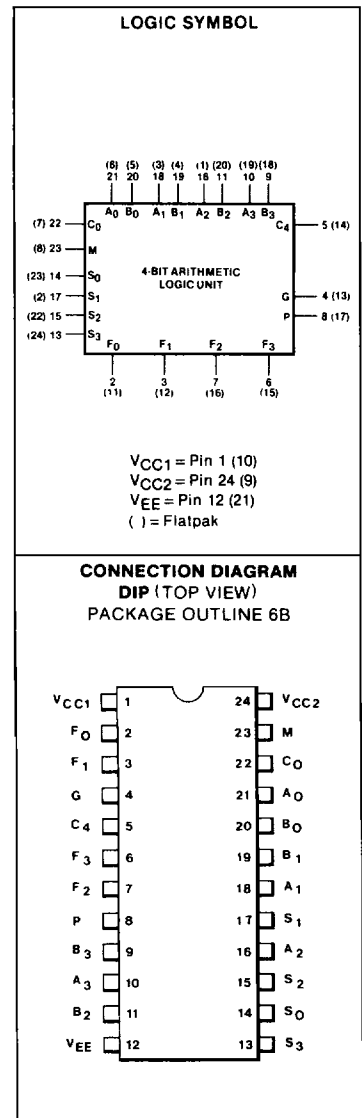 LOGIC SYMBOL
(6) (5) (3) (4) (1) (20) (19)(18)
21 20 18 19 16 11 10 9
A0 B0 A1 B1 A2 B2 A3 B3
(7) 22 C0 C4 5 (14)
(8) 23 M
(23) 14 S0
4-BIT ARITHMETIC
LOGIC UNIT
(2) 17 S1 G 4 (13)
(22) 15 S2 P 8 (17)
(24) 13 S3
F0 F1 F2 F3
2 3 7 6
(11) (12) (16) (15)
VCC1 = Pin 1 (10)
VCC2 = Pin 24 (9)
VEE = Pin 12 (21)
( ) = Flatpak
CONNECTION DIAGRAM
DIP (TOP VIEW)
PACKAGE OUTLINE 6B
VCC1 1 24 VCC2
F0 2 23 M
F1 3 22 C0
G 4 21 A0
C4 5 20 B0
F3 6 19 B1
F2 7 18 A1
P 8 17 S1
B3 9 16 A2
A3 10 15 S2
B2 11 14 S0
VEE 12 13 S3